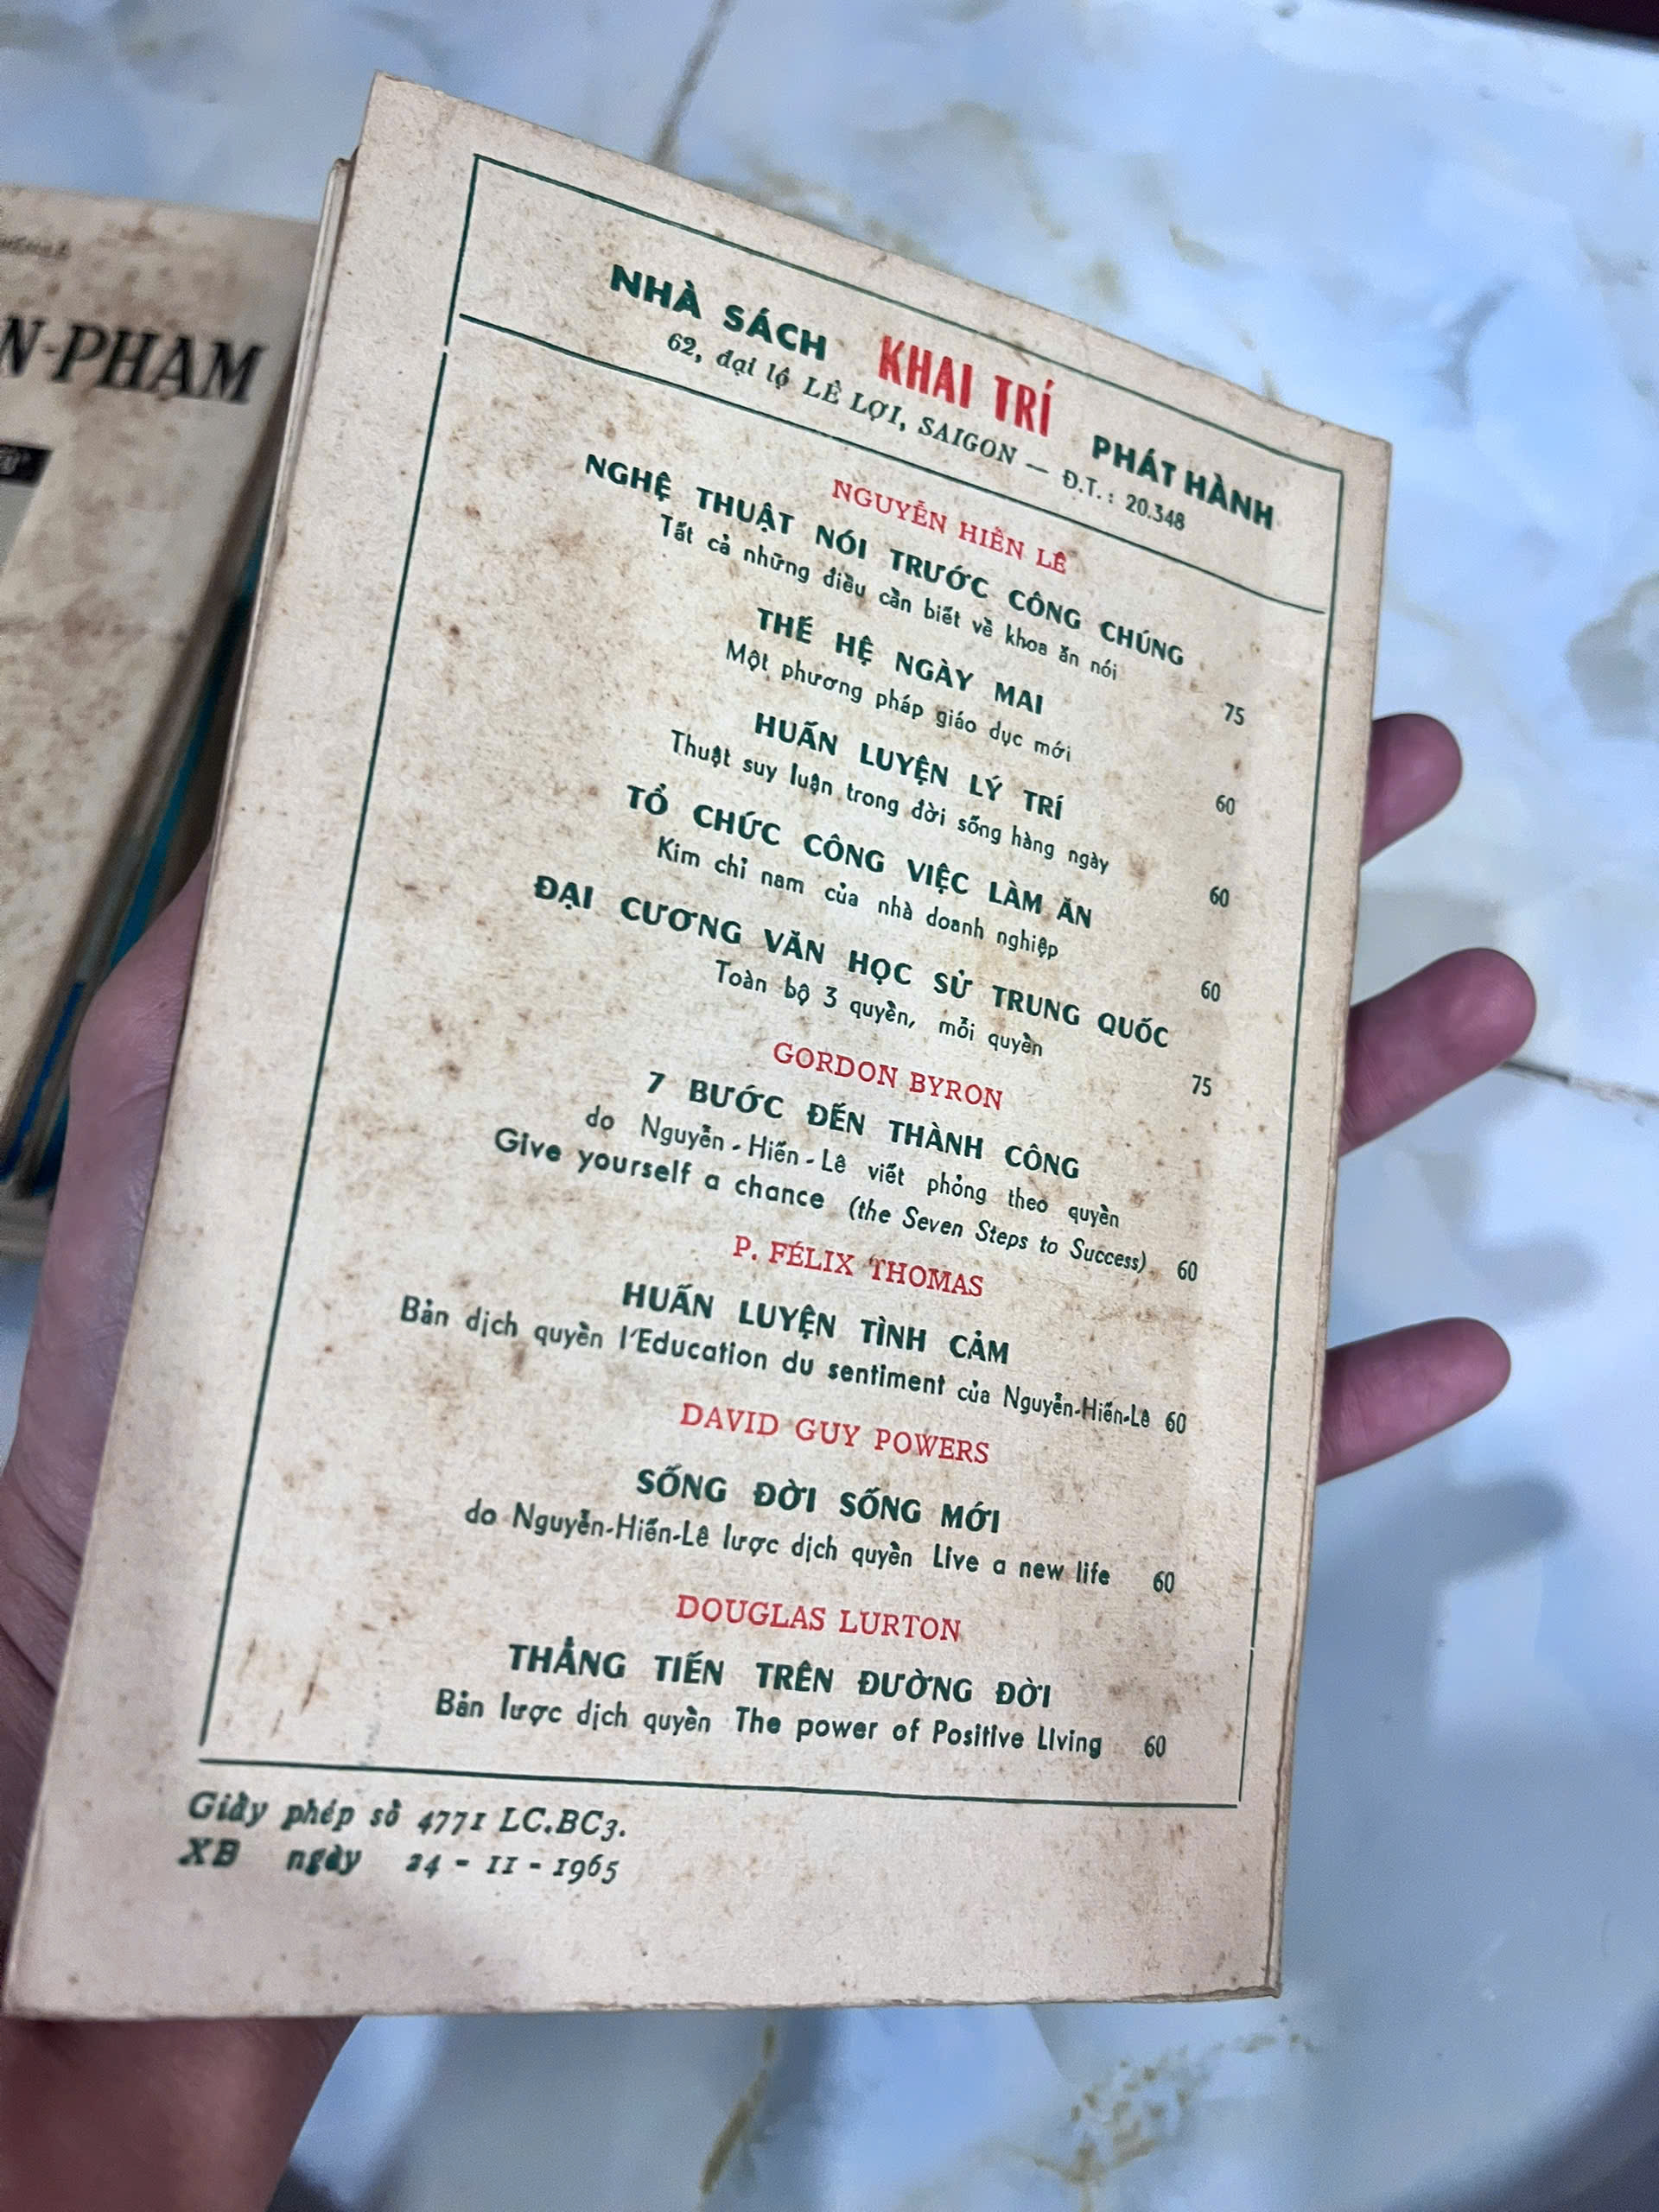 N-PHẠM
NHÀ SÁCH KHAI TRÍ PHÁT HÀNH
62, đại lộ LÊ LỢI, SAIGON — Đ.T. : 20.348
NGUYỄN HIẾN LÊ
NGHỆ THUẬT NÓI TRƯỚC CÔNG CHÚNG
Tất cả những điều cần biết về khoa ăn nói 75
THẾ HỆ NGÀY MAI
Một phương pháp giáo dục mới 60
HUẤN LUYỆN LÝ TRÍ
Thuật suy luận trong đời sống hàng ngày 60
TỔ CHỨC CÔNG VIỆC LÀM ĂN
Kim chỉ nam của nhà doanh nghiệp 60
ĐẠI CƯƠNG VĂN HỌC SỬ TRUNG QUỐC
Toàn bộ 3 quyển, mỗi quyển 75
GORDON BYRON
7 BƯỚC ĐẾN THÀNH CÔNG
do Nguyễn - Hiến - Lê viết phỏng theo quyển
Give yourself a chance (the Seven Steps to Success) 60
P. FÉLIX THOMAS
HUẤN LUYỆN TÌNH CẢM
Bản dịch quyển l'Education du sentiment của Nguyễn-Hiến-Lê 60
DAVID GUY POWERS
SỐNG ĐỜI SỐNG MỚI
do Nguyễn-Hiến-Lê lược dịch quyển Live a new life 60
DOUGLAS LURTON
THẲNG TIẾN TRÊN ĐƯỜNG ĐỜI
Bản lược dịch quyển The power of Positive Living 60
Giấy phép số 4771 LC.BC3.
XB ngày 24 - 11 - 1965